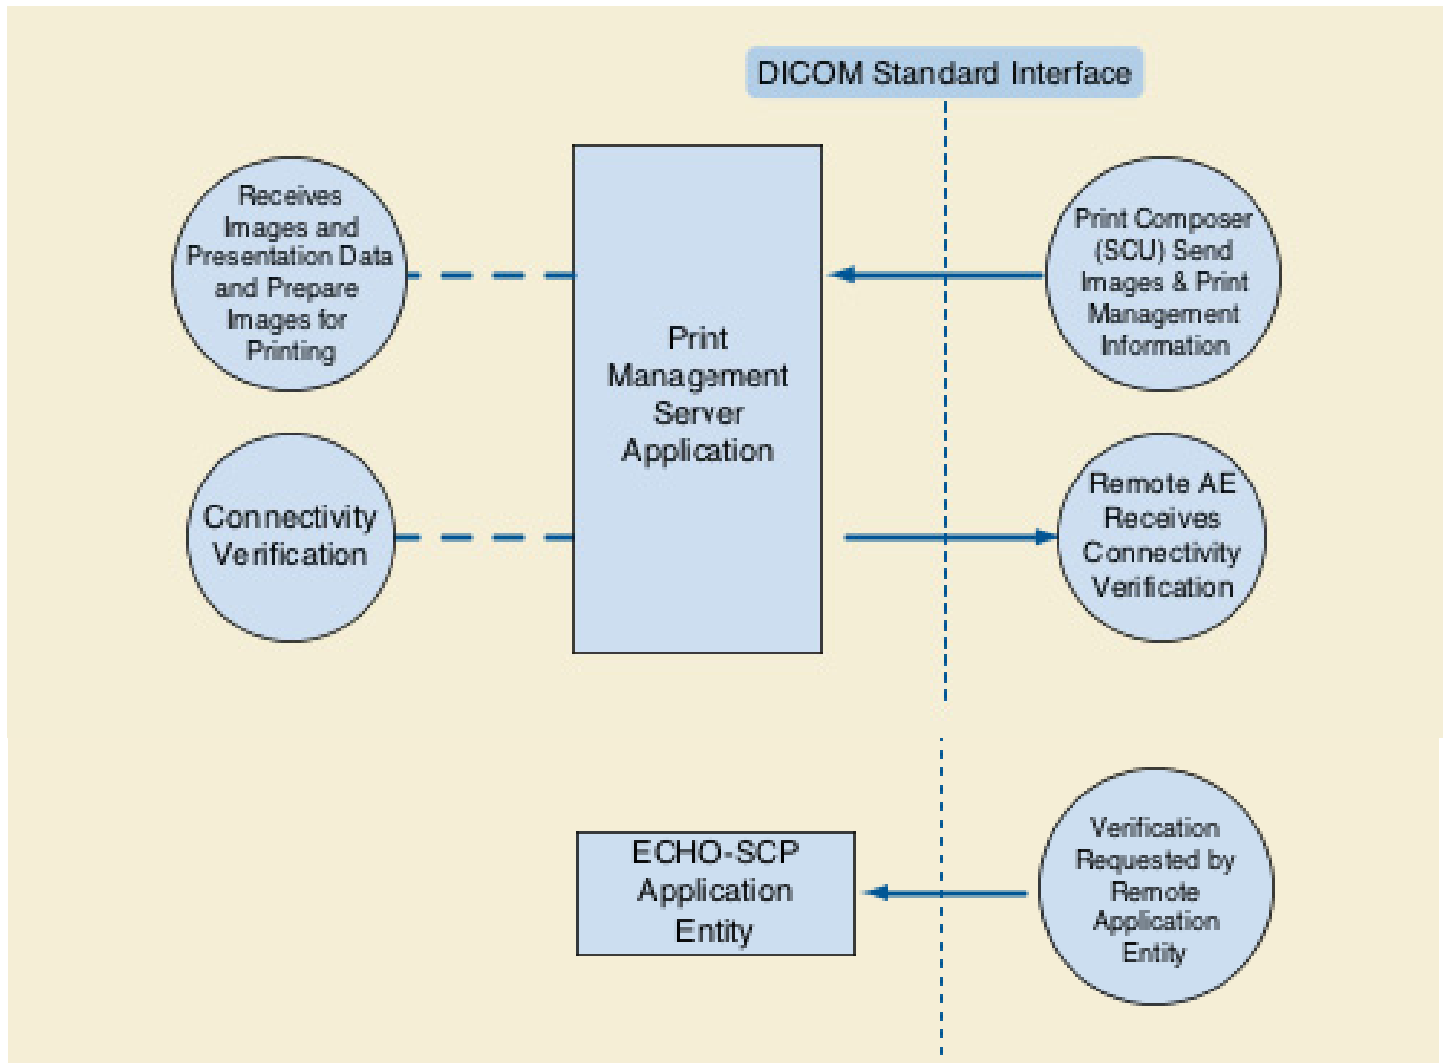 DICOM Standard Interface
Receives
Images and
Presentation Data
and Prepare
Images for
Printing
Print
Management
Server
Application
Print Composer
(SCU) Send
Images & Print
Management
Information
Connectivity
Verification
Remote AE
Receives
Connectivity
Verification
ECHO-SCP
Application
Entity
Verification
Requested by
Remote
Application
Entity